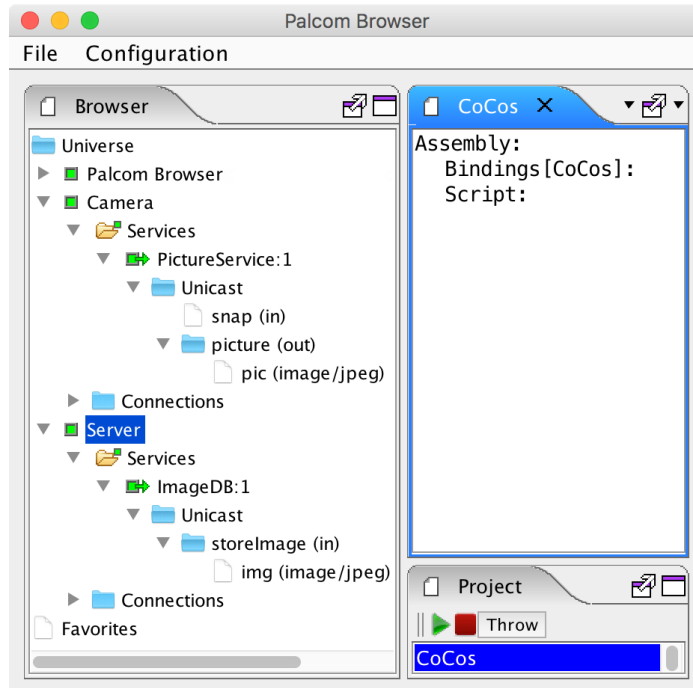 Palcom Browser
File Configuration
Browser
Universe
Palcom Browser
Camera
Services
PictureService:1
Unicast
snap (in)
picture (out)
pic (image/jpeg)
Connections
Server
Services
ImageDB:1
Unicast
storeImage (in)
img (image/jpeg)
Connections
Favorites
CoCos X
Assembly:
Bindings[CoCos]:
Script:
Project
Throw
CoCos